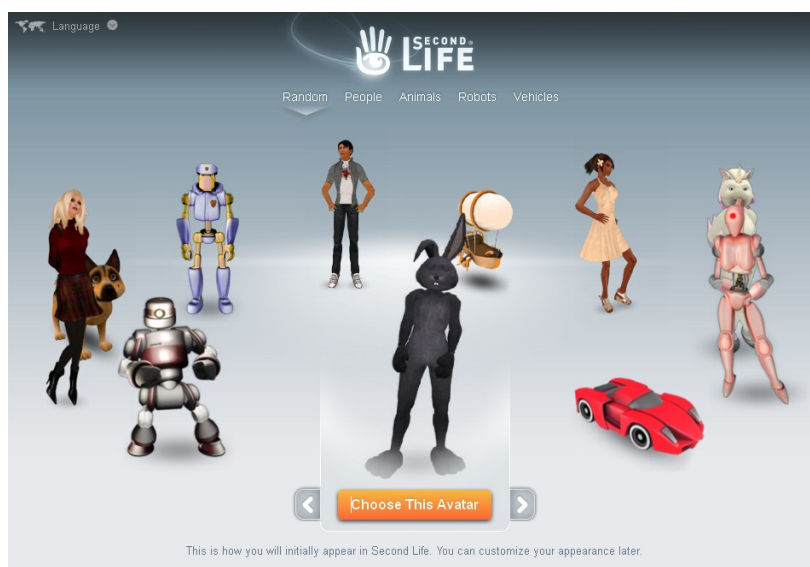 Language
SECOND®
LIFE
Random People Animals Robots Vehicles
Choose This Avatar
This is how you will initially appear in Second Life. You can customize your appearance later.